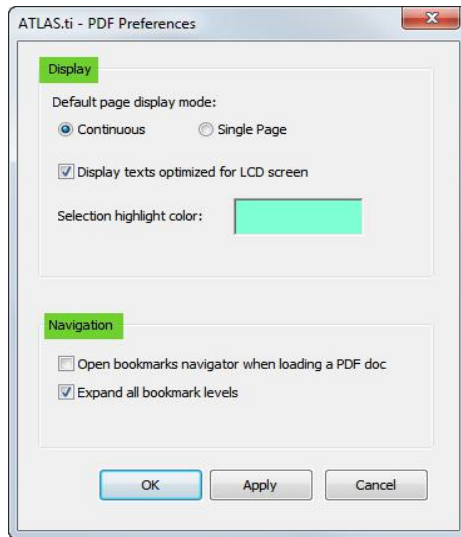 ATLAS.ti - PDF Preferences
Display
Default page display mode:
Continuous Single Page
Display texts optimized for LCD screen
Selection highlight color:
Navigation
Open bookmarks navigator when loading a PDF doc
Expand all bookmark levels
OK Apply Cancel